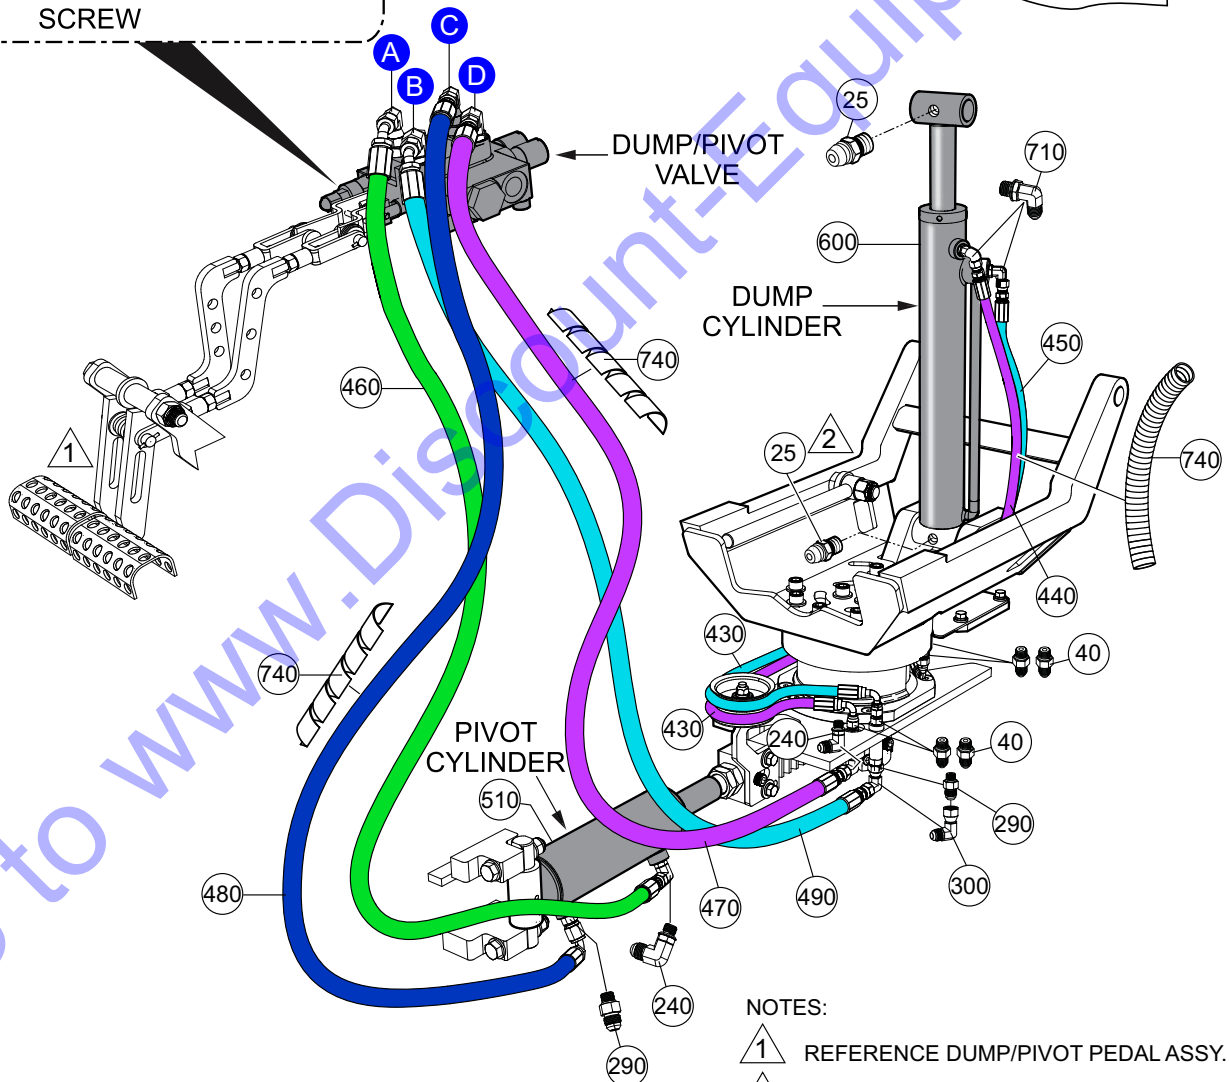 SCREW
A
B
C
D
DUMP/PIVOT
VALVE
25
710
600
DUMP
CYLINDER
450
740
460
740
1
2
25
440
430
40
740
430
240
PIVOT
CYLINDER
40
510
290
300
480
470
490
240
290
NOTES:
1 REFERENCE DUMP/PIVOT PEDAL ASSY.
to www.Discount-Equip